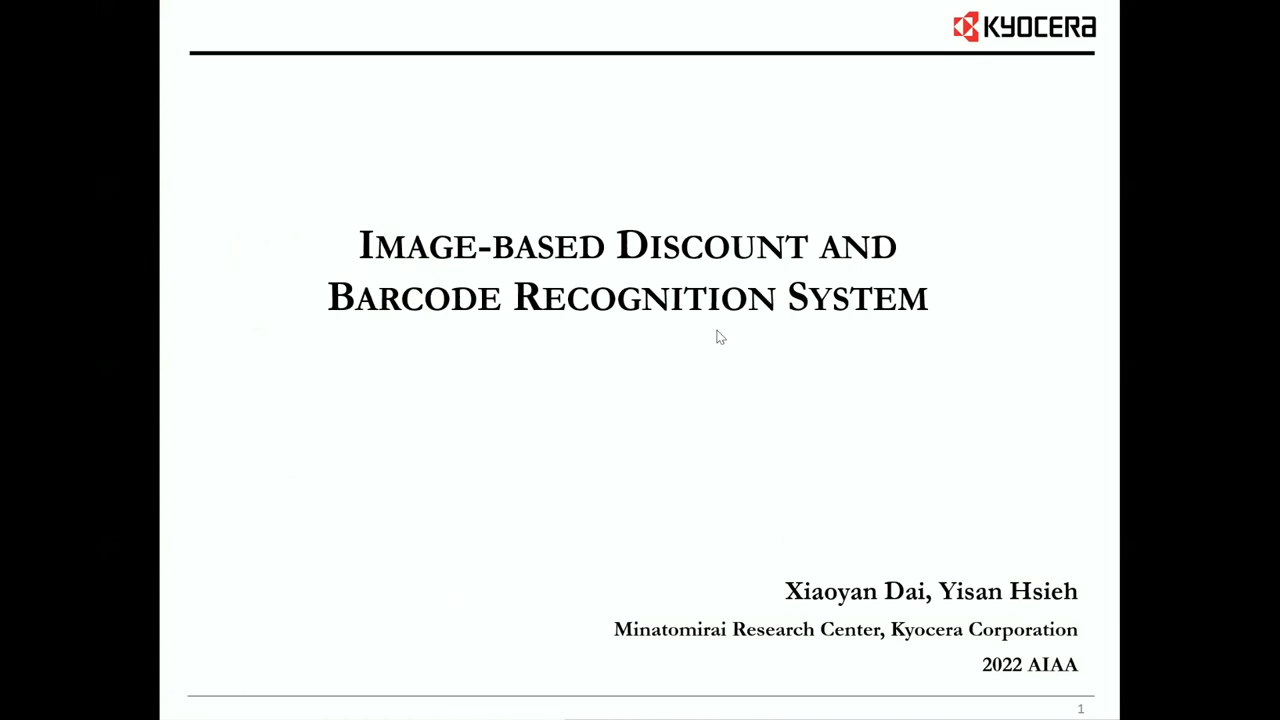 KYOCERA
IMAGE-BASED DISCOUNT AND
BARCODE RECOGNITION SYSTEM
Xiaoyan Dai, Yisan Hsieh
Minatomirai Research Center, Kyocera Corporation
2022 AIAA
1